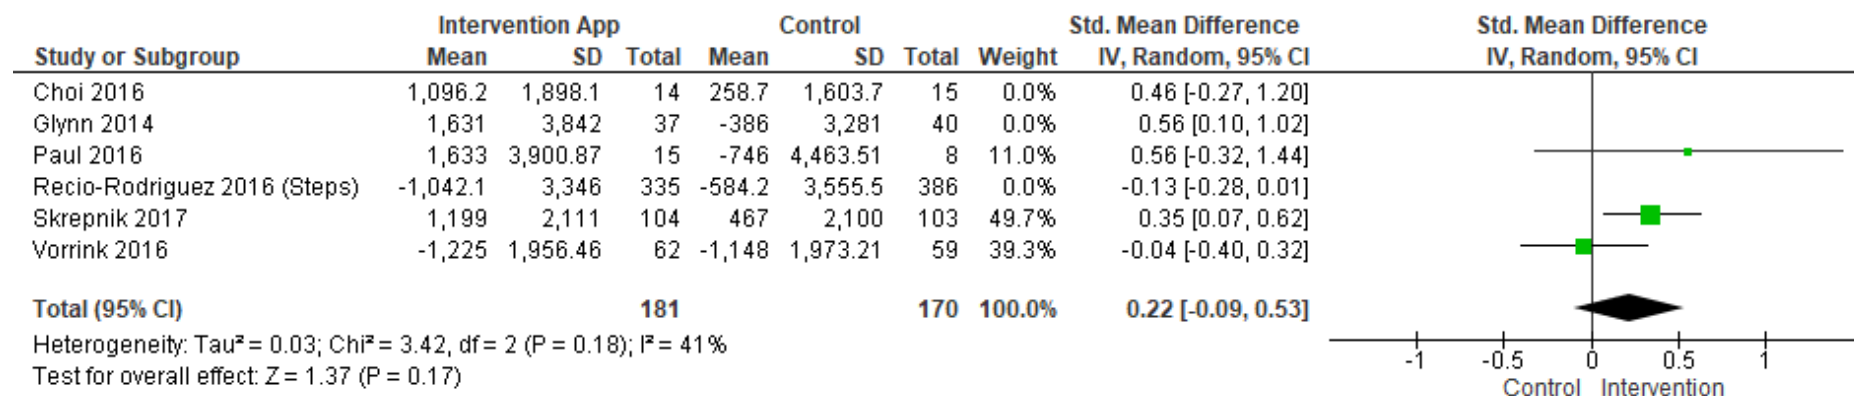 Intervention App Control Std. Mean Difference Std. Mean Difference
Study or Subgroup Mean SD Total Mean SD Total Weight IV, Random, 95% CI IV, Random, 95% CI
Choi 2016 1,096.2 1,898.1 14 258.7 1,603.7 15 0.0% 0.46 [-0.27, 1.20]
Glynn 2014 1,631 3,842 37 -386 3,281 40 0.0% 0.56 [0.10, 1.02]
Paul 2016 1,633 3,900.87 15 -746 4,463.51 8 11.0% 0.56 [-0.32, 1.44]
Recio-Rodriguez 2016 (Steps) -1,042.1 3,346 335 -584.2 3,555.5 386 0.0% -0.13 [-0.28, 0.01]
Skrepnik 2017 1,199 2,111 104 467 2,100 103 49.7% 0.35 [0.07, 0.62]
Vorrink 2016 -1,225 1,956.46 62 -1,148 1,973.21 59 39.3% -0.04 [-0.40, 0.32]
Total (95% CI) 181 170 100.0% 0.22 [-0.09, 0.53]
Heterogeneity: Tau² = 0.03; Chi² = 3.42, df = 2 (P = 0.18); I² = 41%
Test for overall effect: Z = 1.37 (P = 0.17)
-1 -0.5 0 0.5 1
Control Intervention